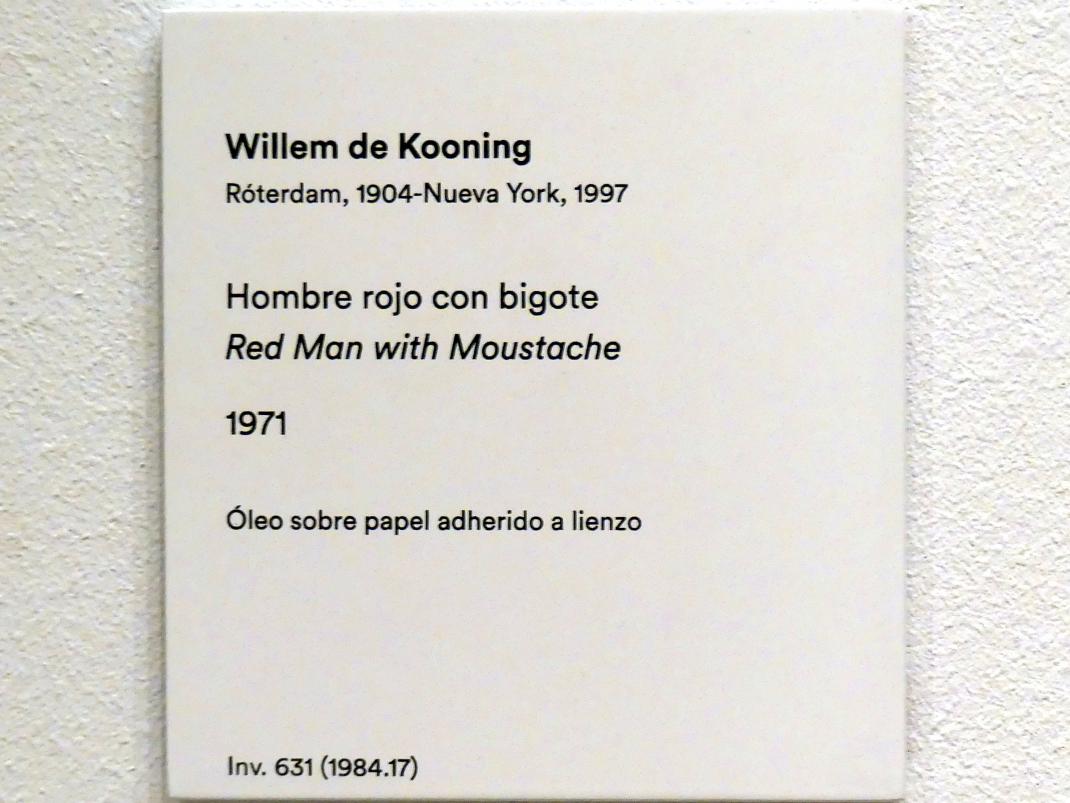 Willem de Kooning
Róterdam, 1904-Nueva York, 1997
Hombre rojo con bigote
Red Man with Moustache
1971
Óleo sobre papel adherido a lienzo
Inv. 631 (1984.17)